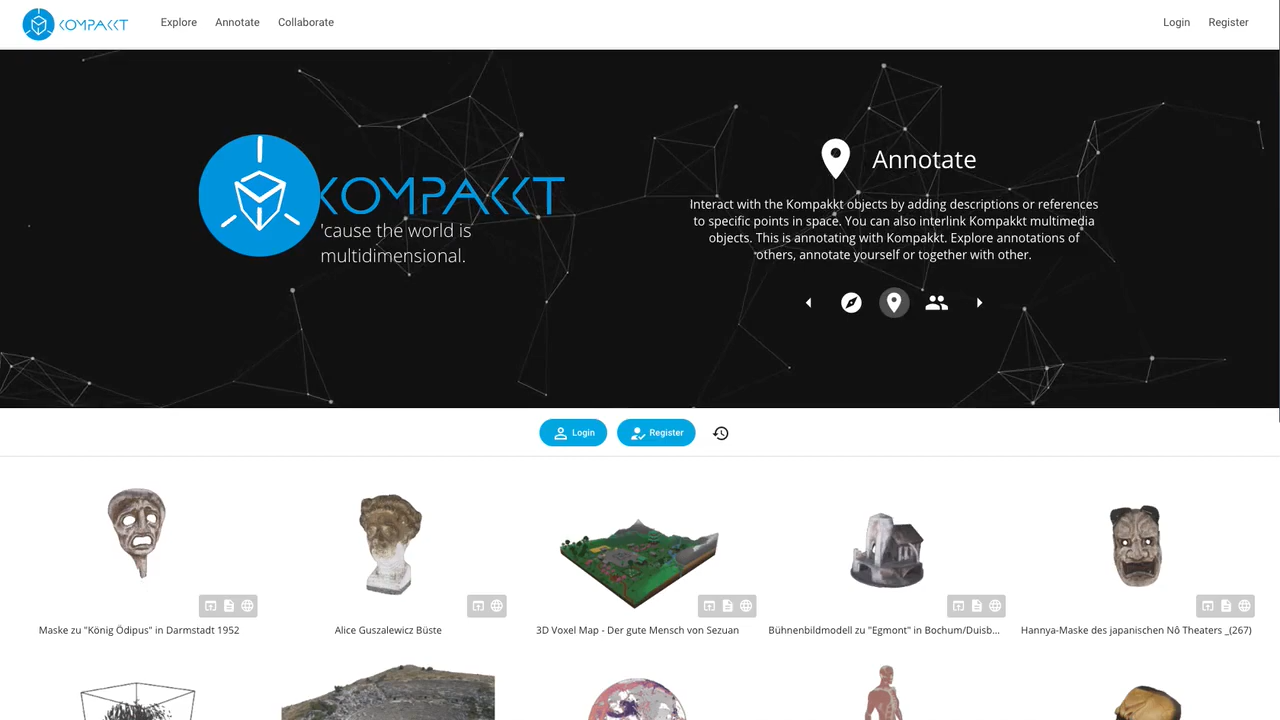 KOMPAKKT
Explore
Annotate
Collaborate
Login
Register
KOMPAKKT
'cause the world is
multidimensional.
Annotate
Interact with the Kompakkt objects by adding descriptions or references
to specific points in space. You can also interlink Kompakkt multimedia
objects. This is annotating with Kompakkt. Explore annotations of
others, annotate yourself or together with other.
Login
Register
Maske zu "König Ödipus" in Darmstadt 1952
Alice Guszalewicz Büste
3D Voxel Map - Der gute Mensch von Sezuan
Bühnenbildmodell zu "Egmont" in Bochum/Duisb...
Hannya-Maske des japanischen Nô Theaters _(267)